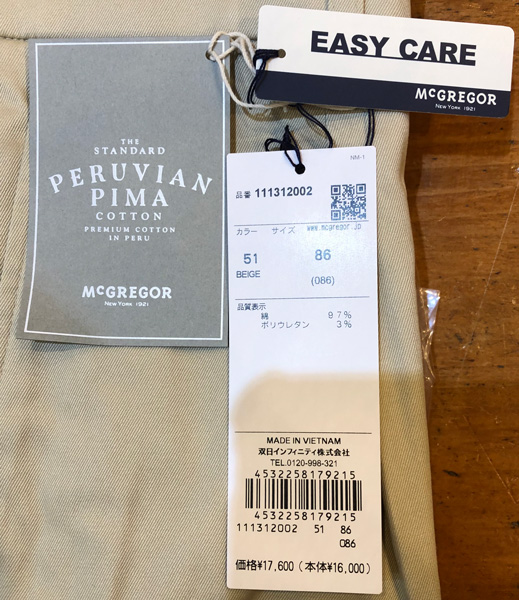 EASY CARE
McGREGOR
NEW YORK 1921
THE
STANDARD
PERUVIAN
PIMA
COTTON
PREMIUM COTTON
IN PERU
McGREGOR
NEW YORK 1921
NM-1
品番 111312002
カラー サイズ www.mcgregor.jp
51 86
BEIGE (086)
品質表示
綿 97%
ポリウレタン 3%
MADE IN VIETNAM
双日インフィニティ株式会社
TEL.0120-998-321
4532258179215
4532258179215
111312002 51 86
086
価格¥17,600 (本体¥16,000)